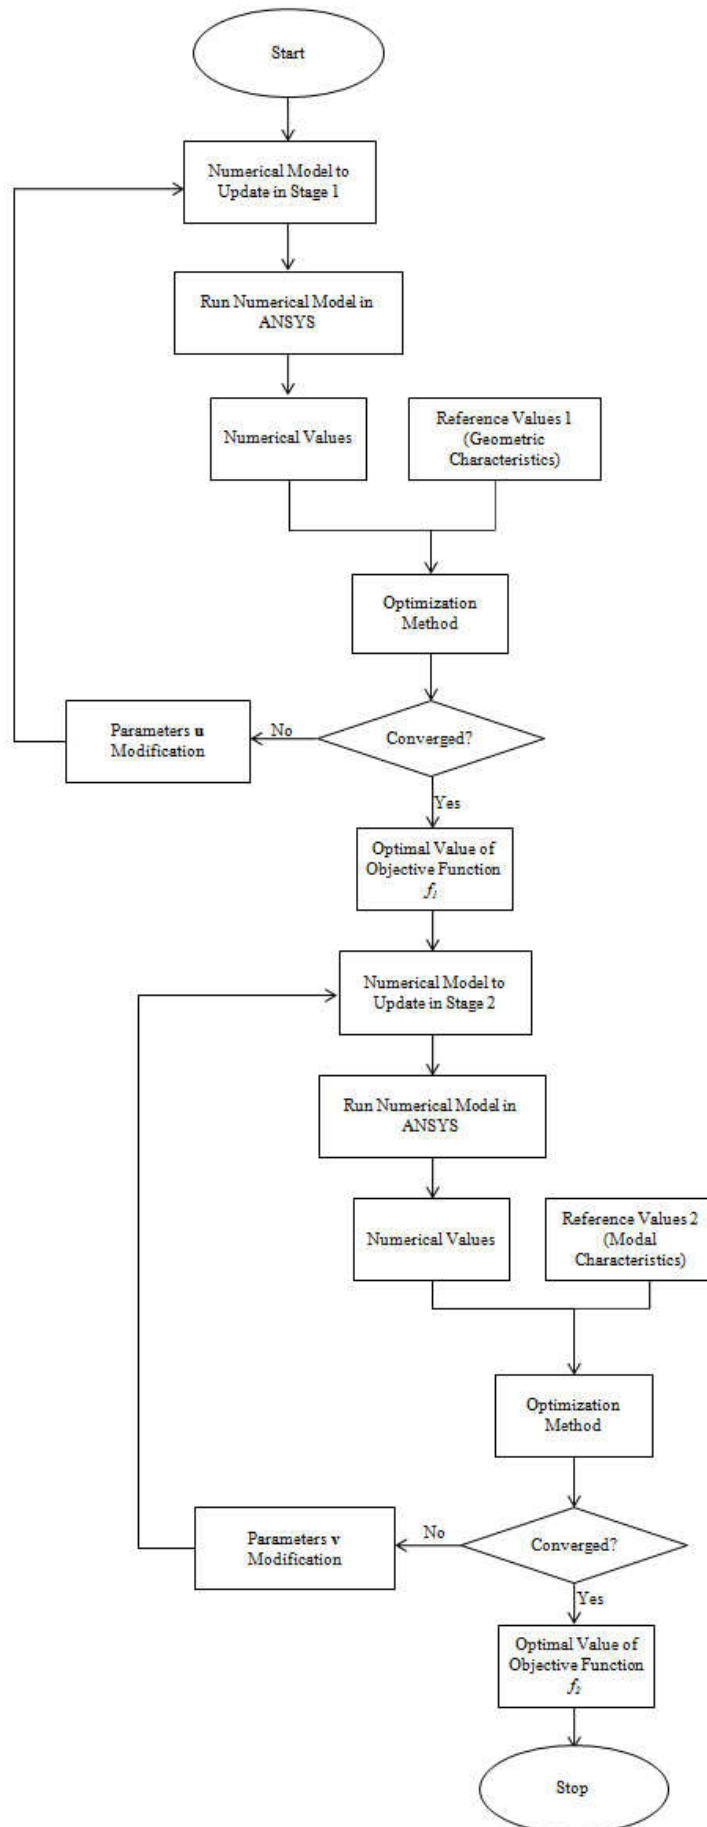 Start
Numerical Model to
Update in Stage 1
Run Numerical Model in
ANSYS
Numerical Values
Reference Values 1
(Geometric
Characteristics)
Optimization
Method
Converged?
No
Parameters u
Modification
Yes
Optimal Value of
Objective Function
f₁
Numerical Model to
Update in Stage 2
Run Numerical Model in
ANSYS
Numerical Values
Reference Values 2
(Modal
Characteristics)
Optimization
Method
Converged?
No
Parameters v
Modification
Yes
Optimal Value of
Objective Function
f₂
Stop